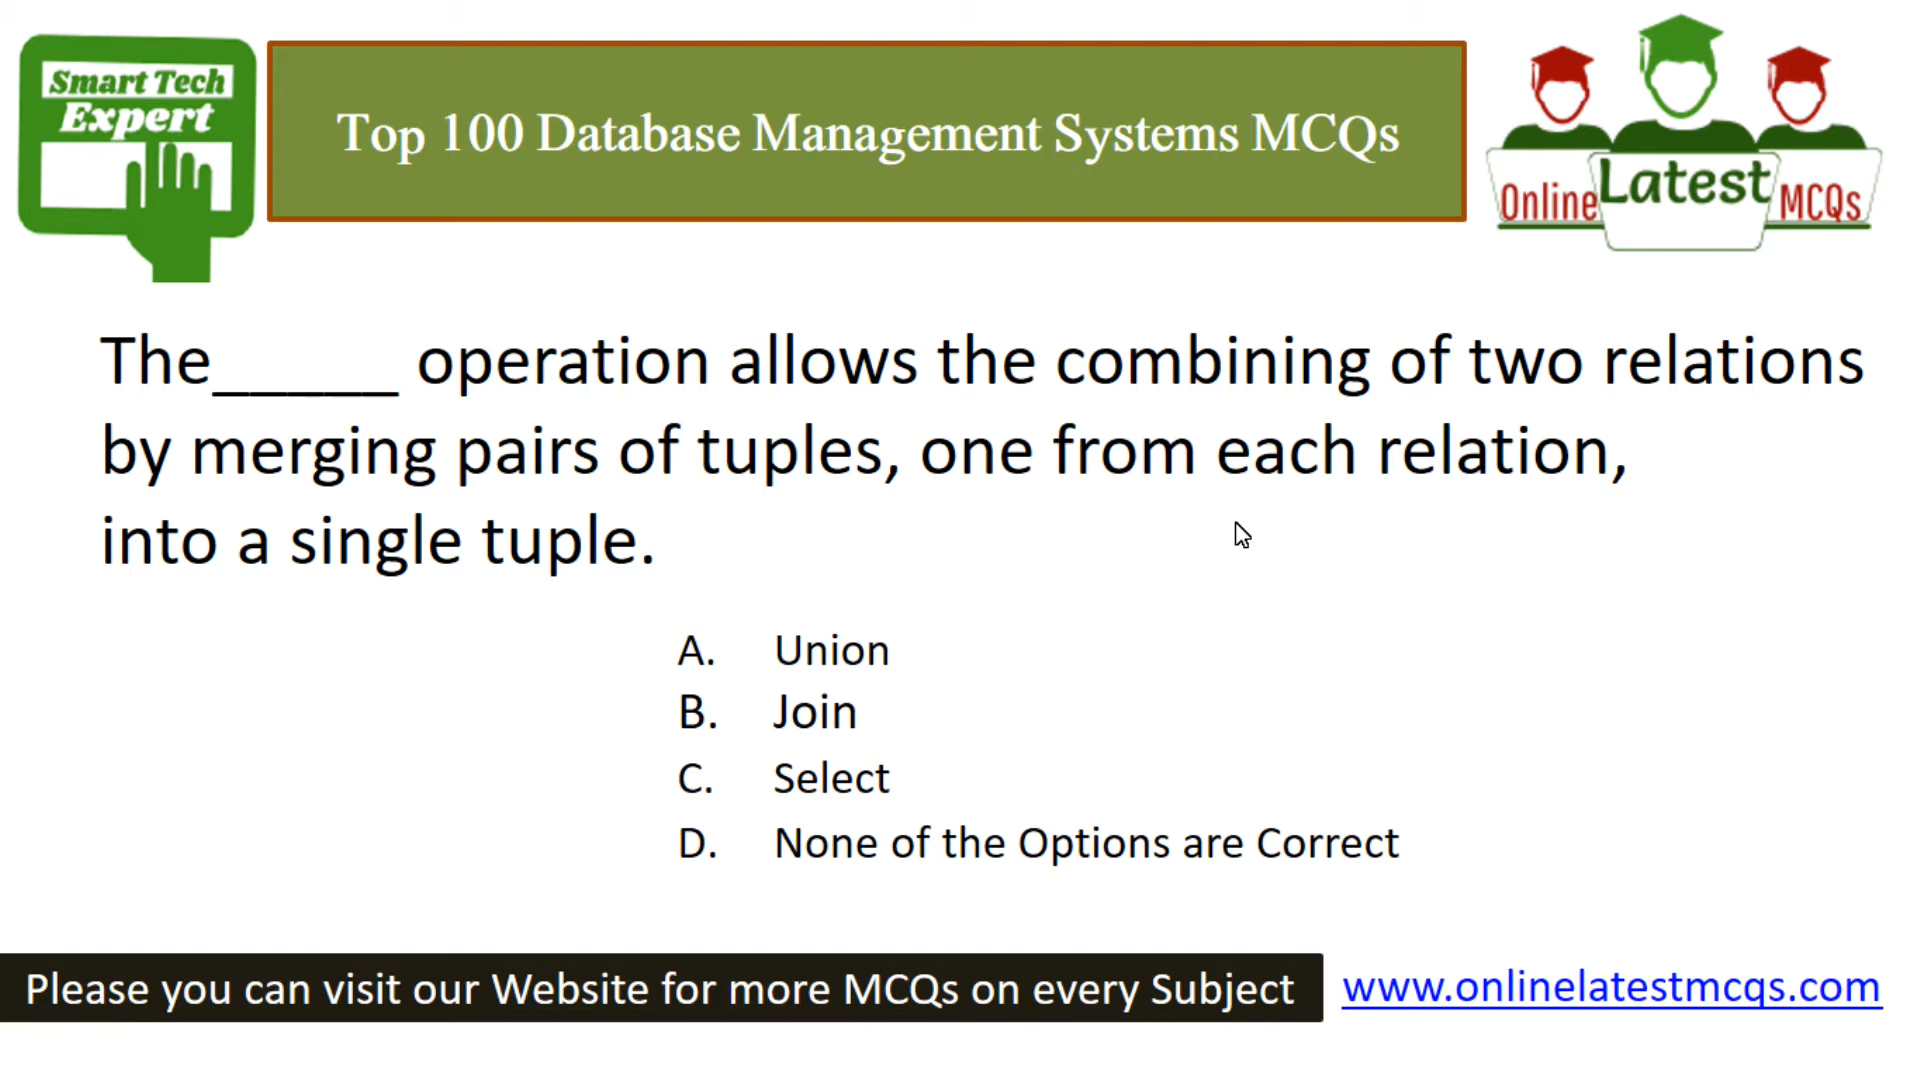 Smart Tech
Expert
Top 100 Database Management Systems MCQs
Online Latest MCQs
The_____ operation allows the combining of two relations
by merging pairs of tuples, one from each relation,
into a single tuple.
A. Union
B. Join
C. Select
D. None of the Options are Correct
Please you can visit our Website for more MCQs on every Subject
www.onlinelatestmcqs.com